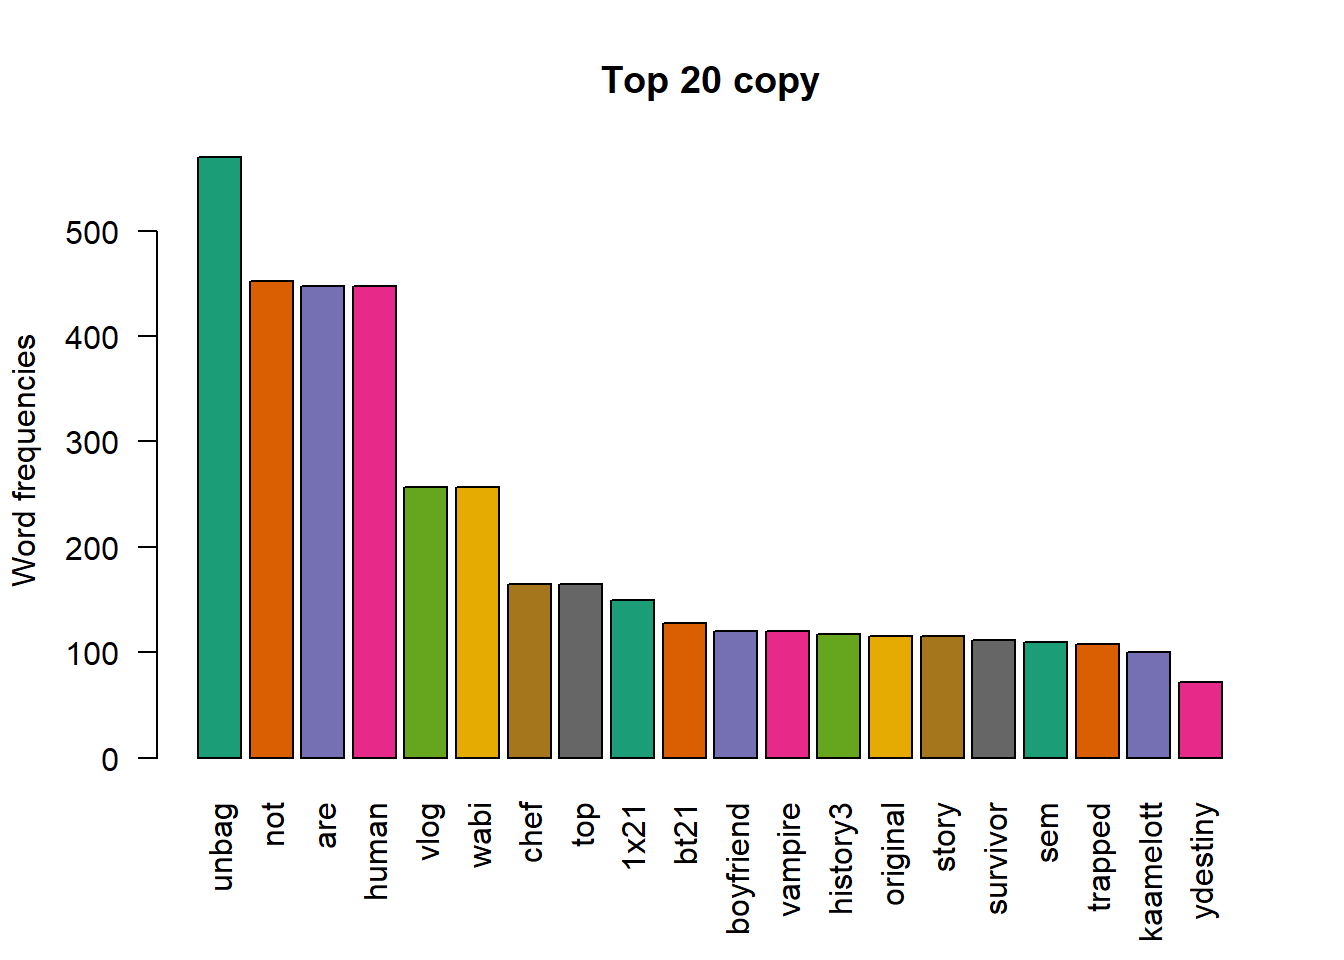 Top 20 copy
Word frequencies
500
400
300
200
100
0
unbag
not
are
human
vlog
wabi
chef
top
1x21
bt21
boyfriend
vampire
history3
original
story
survivor
sem
trapped
kaamelott
ydestiny